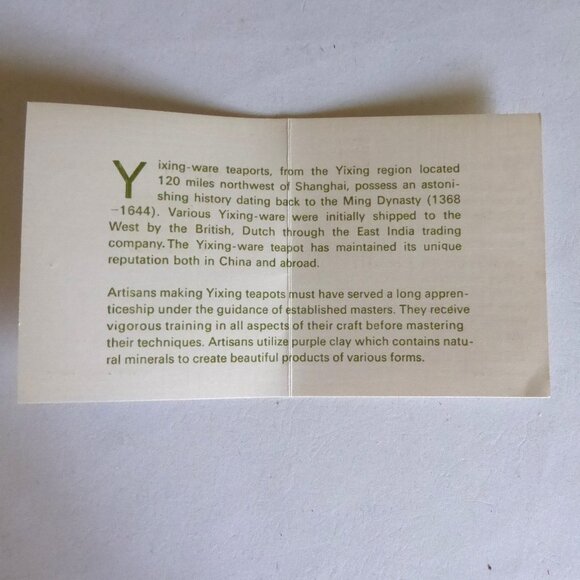 Yixing-ware teaports, from the Yixing region located
120 miles northwest of Shanghai, possess an astoni-
shing history dating back to the Ming Dynasty (1368
–1644). Various Yixing-ware were initially shipped to the
West by the British, Dutch through the East India trading
company. The Yixing-ware teapot has maintained its unique
reputation both in China and abroad.
Artisans making Yixing teapots must have served a long appren-
ticeship under the guidance of established masters. They receive
vigorous training in all aspects of their craft before mastering
their techniques. Artisans utilize purple clay which contains natu-
ral minerals to create beautiful products of various forms.